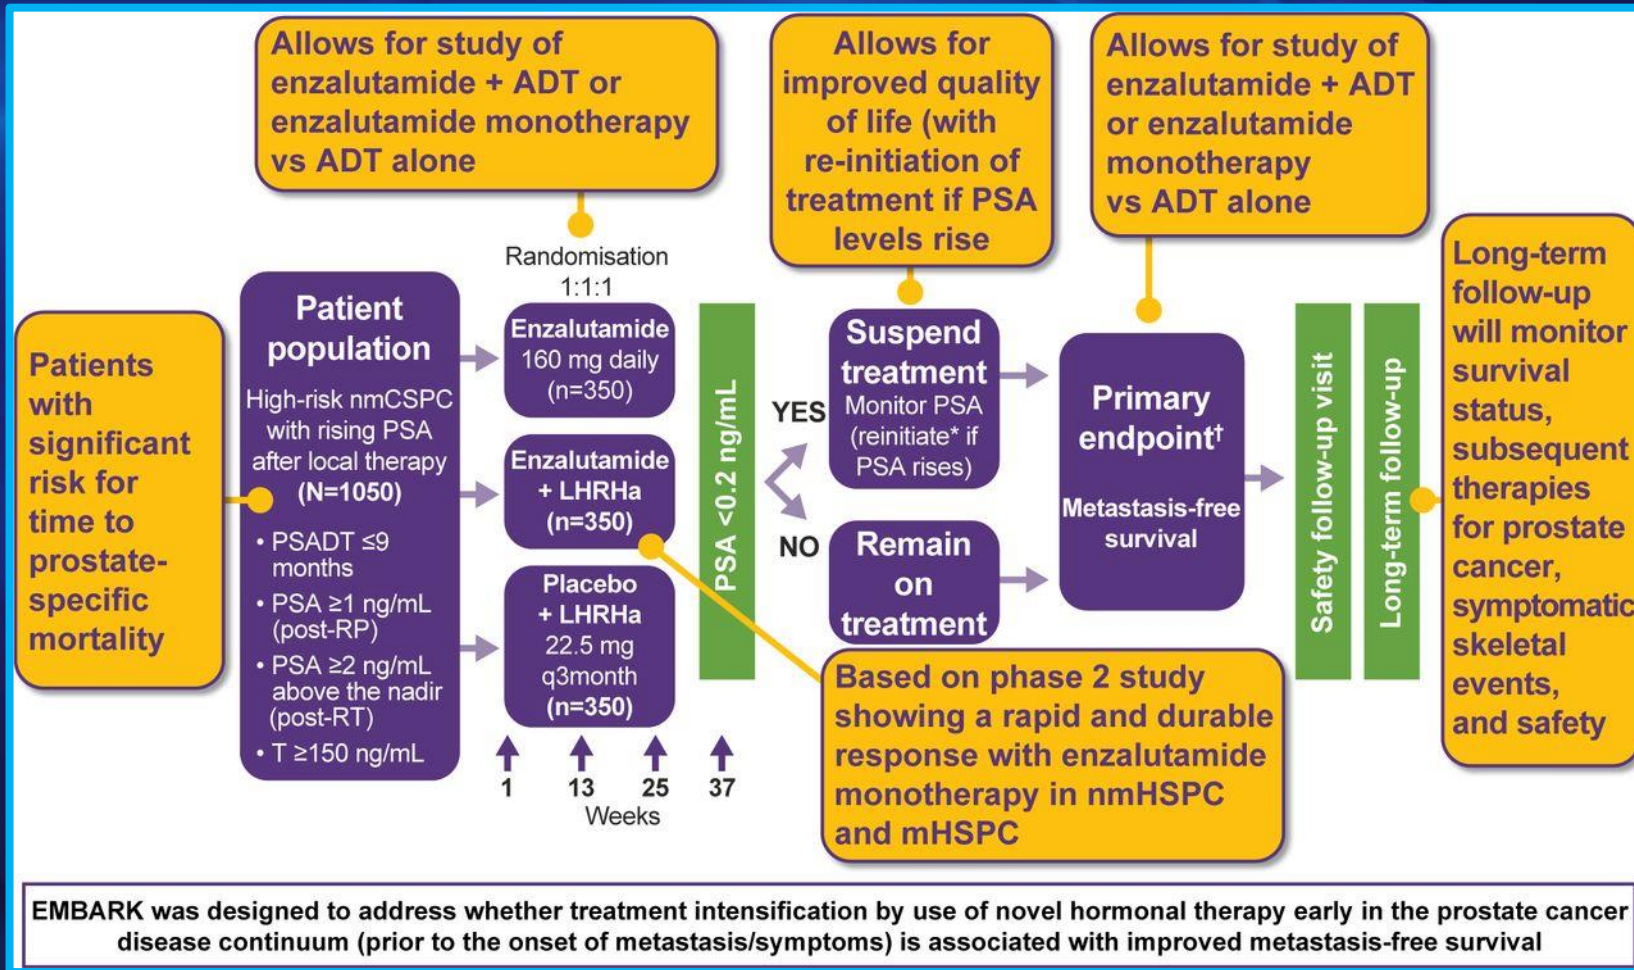 Allows for study of
enzalutamide + ADT or
enzalutamide monotherapy
vs ADT alone
Allows for
improved quality
of life (with
re-initiation of
treatment if PSA
levels rise
Allows for study of
enzalutamide + ADT
or enzalutamide
monotherapy
vs ADT alone
Patients
with
significant
risk for
time to
prostate-
specific
mortality
Patient
population
High-risk nmCSPC
with rising PSA
after local therapy
(N=1050)
• PSADT ≤9
months
• PSA ≥1 ng/mL
(post-RP)
• PSA ≥2 ng/mL
above the nadir
(post-RT)
• T ≥150 ng/mL
Randomisation
1:1:1
Enzalutamide
160 mg daily
(n=350)
Enzalutamide
+ LHRHa
(n=350)
Placebo
+ LHRHa
22.5 mg
q3month
(n=350)
1 13 25 37
Weeks
PSA <0.2 ng/mL
YES
NO
Suspend
treatment
Monitor PSA
(reinitiate* if
PSA rises)
Remain
on
treatment
Based on phase 2 study
showing a rapid and durable
response with enzalutamide
monotherapy in nmHSPC
and mHSPC
Primary
endpoint†
Metastasis-free
survival
Safety follow-up visit
Long-term follow-up
Long-term
follow-up
will monitor
survival
status,
subsequent
therapies
for prostate
cancer,
symptomatic
skeletal
events,
and safety
EMBARK was designed to address whether treatment intensification by use of novel hormonal therapy early in the prostate cancer
disease continuum (prior to the onset of metastasis/symptoms) is associated with improved metastasis-free survival